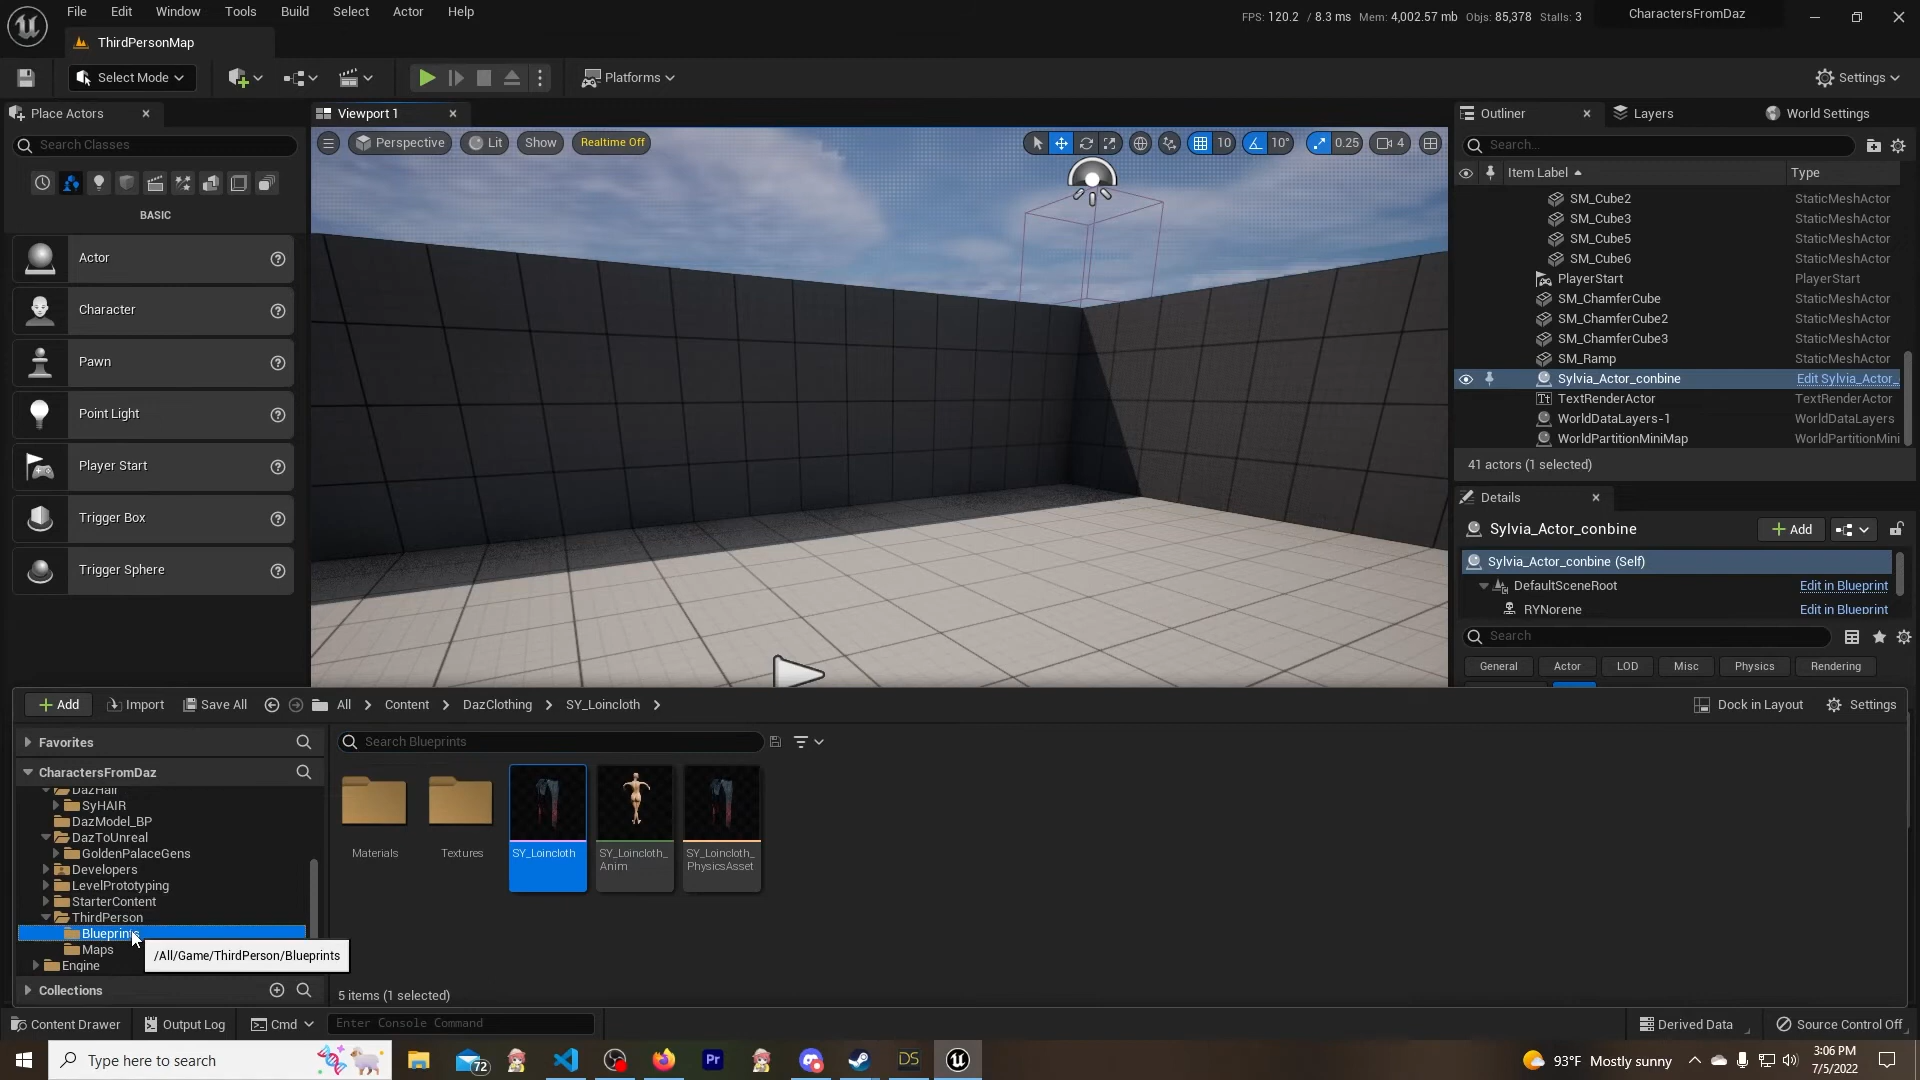 File Edit Window Tools Build Select Actor Help
FPS: 120.2 / 8.3 ms Mem: 4,002.57 mb Objs: 85,378 Stalls: 3
CharactersFromDaz
ThirdPersonMap
Select Mode
Platforms
Settings
Place Actors
Search Classes
BASIC
Actor
Character
Pawn
Point Light
Player Start
Trigger Box
Trigger Sphere
Viewport 1
Perspective Lit Show Realtime Off
10 10° 0.25 4
Outliner Layers World Settings
Search...
Item Label Type
SM_Cube2 StaticMeshActor
SM_Cube3 StaticMeshActor
SM_Cube5 StaticMeshActor
SM_Cube6 StaticMeshActor
PlayerStart PlayerStart
SM_ChamferCube StaticMeshActor
SM_ChamferCube2 StaticMeshActor
SM_ChamferCube3 StaticMeshActor
SM_Ramp StaticMeshActor
Sylvia_Actor_conbine Edit Sylvia_Actor_
TextRenderActor TextRenderActor
WorldDataLayers-1 WorldDataLayers
WorldPartitionMiniMap WorldPartitionMini
41 actors (1 selected)
Details
Sylvia_Actor_conbine Add
Sylvia_Actor_conbine (Self)
DefaultSceneRoot Edit in Blueprint
RYNorene Edit in Blueprint
Search
General Actor LOD Misc Physics Rendering
Add Import Save All All Content DazClothing SY_Loincloth
Dock in Layout Settings
Favorites
CharactersFromDaz
DazHair
SyHAIR
DazModel_BP
DazToUnreal
GoldenPalaceGens
Developers
LevelPrototyping
StarterContent
ThirdPerson
Blueprints
Maps
Engine
/All/Game/ThirdPerson/Blueprints
Collections
Search Blueprints
Materials
Textures
SY_Loincloth
SY_Loincloth_
Anim
SY_Loincloth_
PhysicsAsset
5 items (1 selected)
Content Drawer Output Log Cmd Enter Console Command
Derived Data Source Control Off
Type here to search
72
Pr
DS
93°F Mostly sunny
3:06 PM
7/5/2022